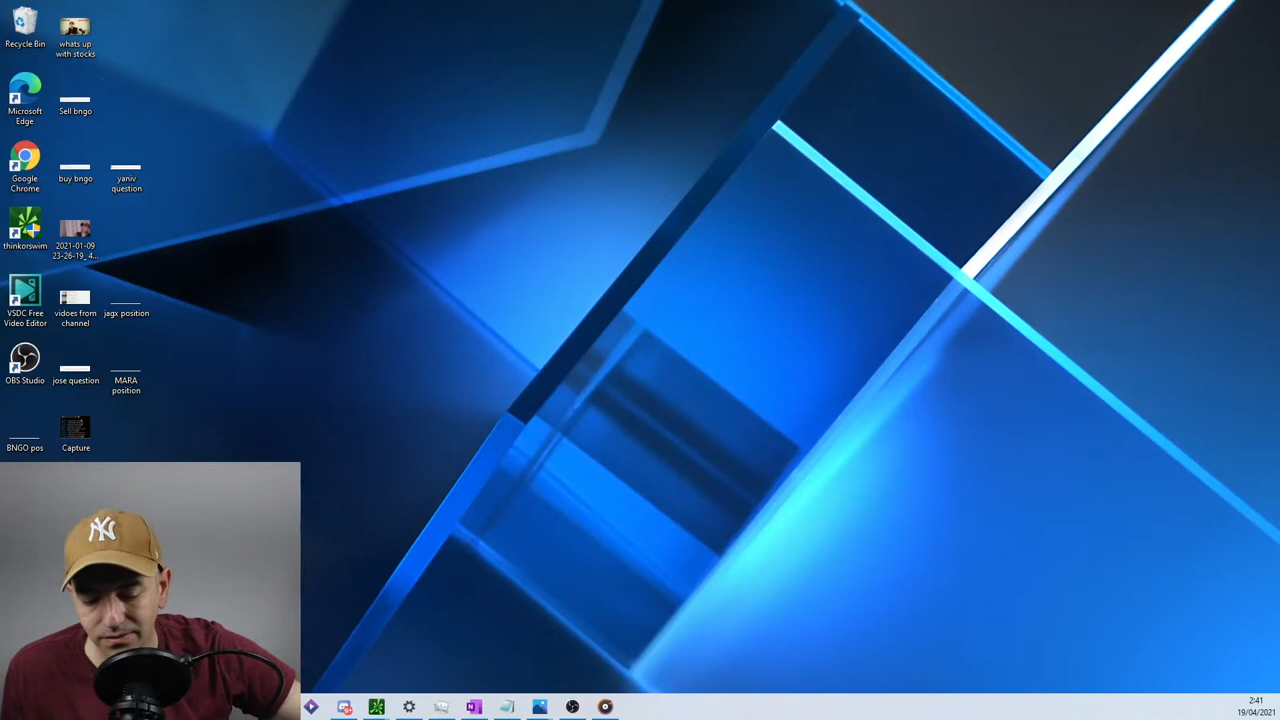 Recycle Bin
whats up
with stocks
Microsoft
Edge
Sell bngo
Google
Chrome
buy bngo
yaniv
question
thinkorswim
2021-01-09
23-26-19_4...
VSDC Free
Video Editor
vidoes from
channel
jagx position
OBS Studio
jose question
MARA
position
BNGO pos
Capture
NY
2:41
19/04/2021